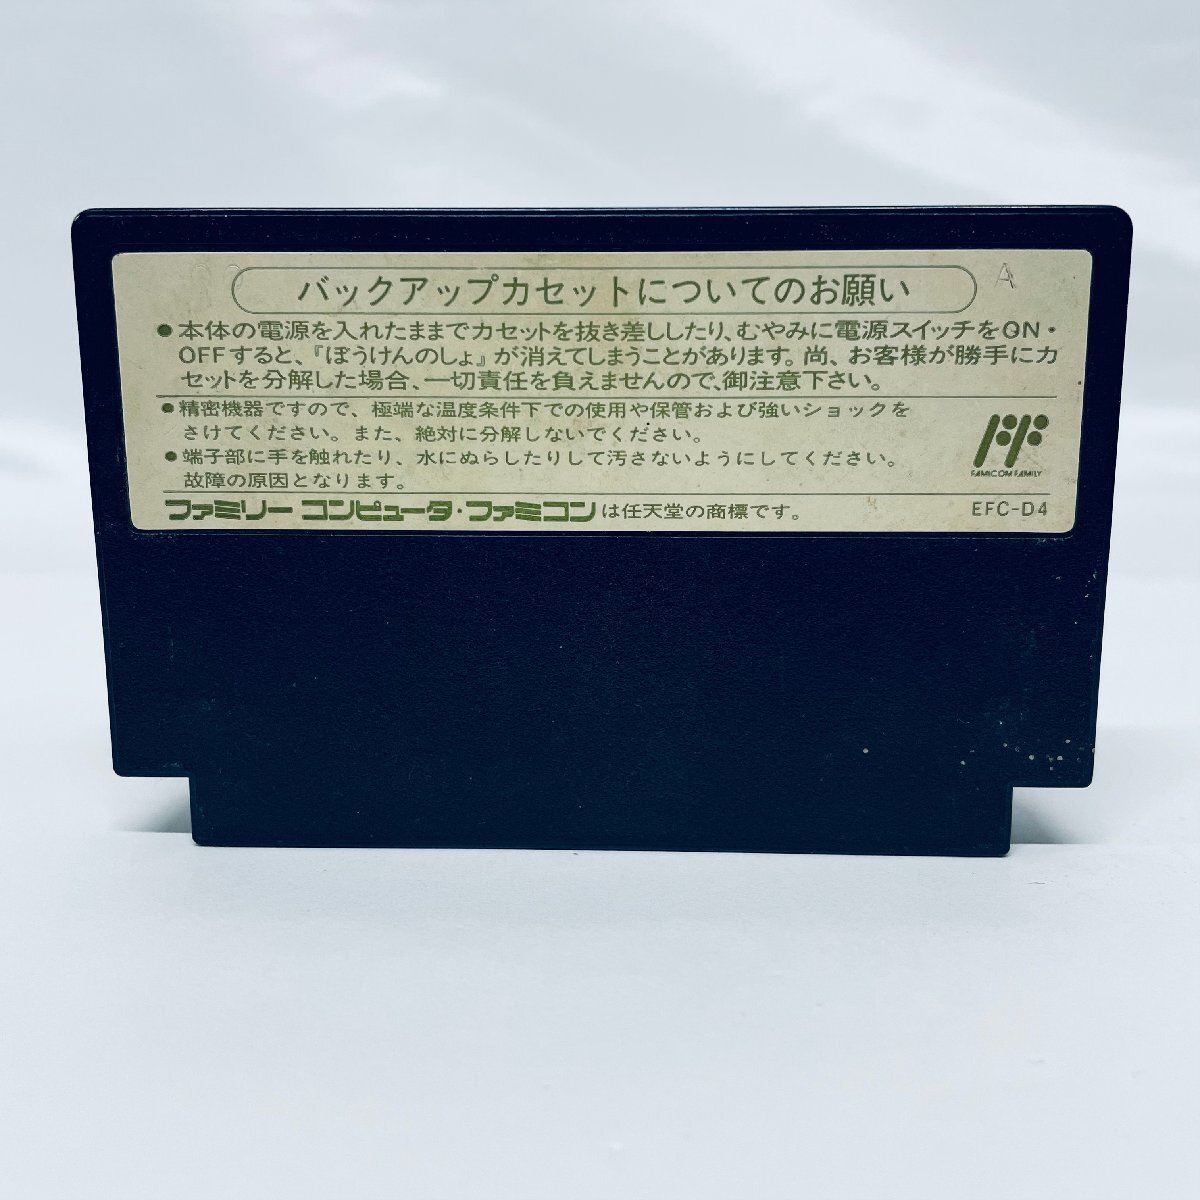 バックアップカセットについてのお願い
A
●本体の電源を入れたままでカセットを抜き差ししたり、むやみに電源スイッチをON・
OFFすると、『ぼうけんのしょ』が消えてしまうことがあります。尚、お客様が勝手にカ
セットを分解した場合、一切責任を負えませんので、御注意下さい。
●精密機器ですので、極端な温度条件下での使用や保管および強いショックを
さけてください。また、絶対に分解しないでください。
●端子部に手を触れたり、水にぬらしたりして汚さないようにしてください。
故障の原因となります。
FAMICOM FAMILY
ファミリーコンピュータ・ファミコンは任天堂の商標です。
EFC-D4